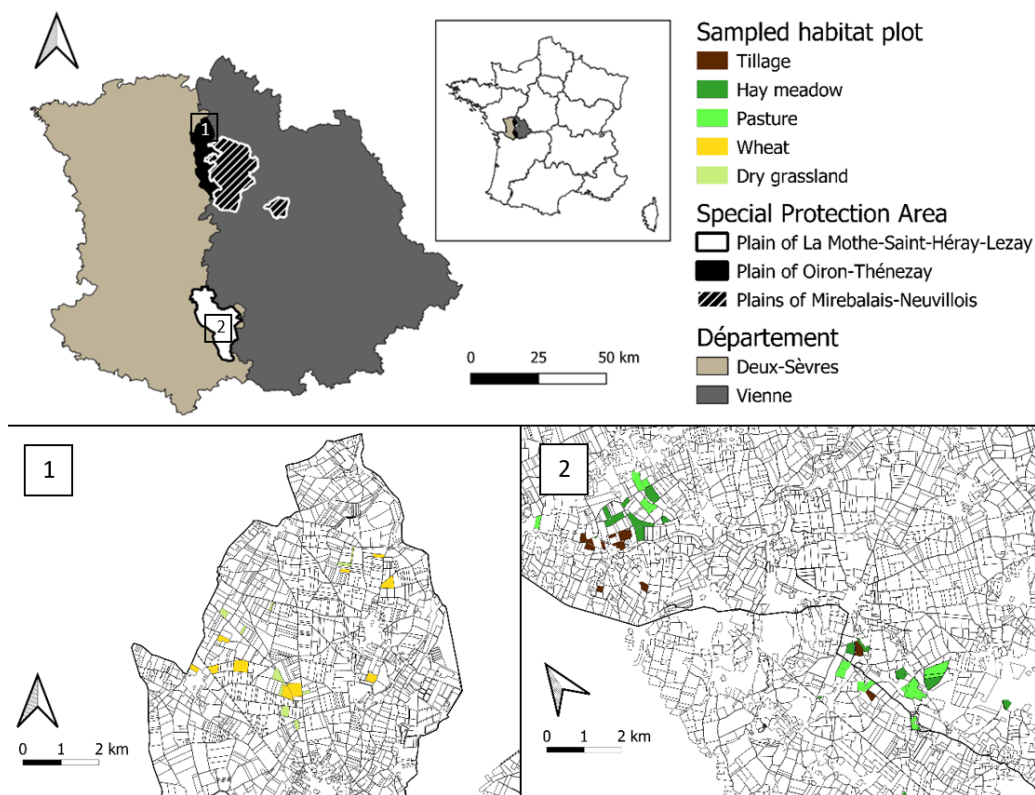 1
2
0 25 50 km
Sampled habitat plot
Tillage
Hay meadow
Pasture
Wheat
Dry grassland
Special Protection Area
Plain of La Mothe-Saint-Héray-Lezay
Plain of Oiron-Thénezay
Plains of Mirebalais-Neuvillois
Département
Deux-Sèvres
Vienne
1
0 1 2 km
2
0 1 2 km